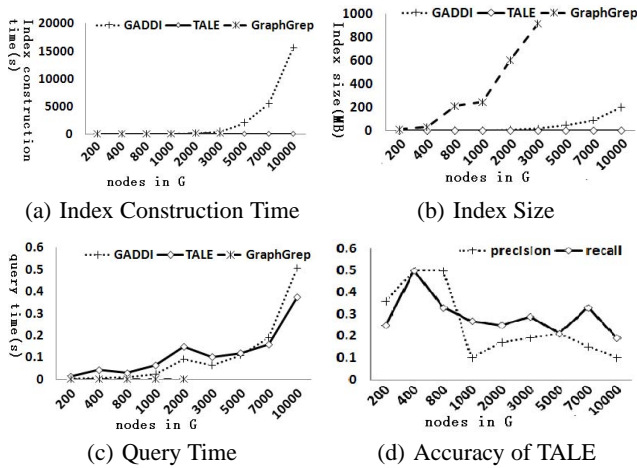 GADDI TALE GraphGrep
Index construction time(s)
20000
15000
10000
5000
0
200 400 800 1000 2000 3000 5000 7000 10000
nodes in G
(a) Index Construction Time
GADDI TALE GraphGrep
Index size(MB)
1000
800
600
400
200
0
200 400 800 1000 2000 3000 5000 7000 10000
nodes in G
(b) Index Size
GADDI TALE GraphGrep
query time(s)
0.6
0.5
0.4
0.3
0.2
0.1
0
200 400 800 1000 2000 3000 5000 7000 10000
nodes in G
(c) Query Time
precision recall
0.6
0.5
0.4
0.3
0.2
0.1
0
200 400 800 1000 2000 3000 5000 7000 10000
nodes in G
(d) Accuracy of TALE